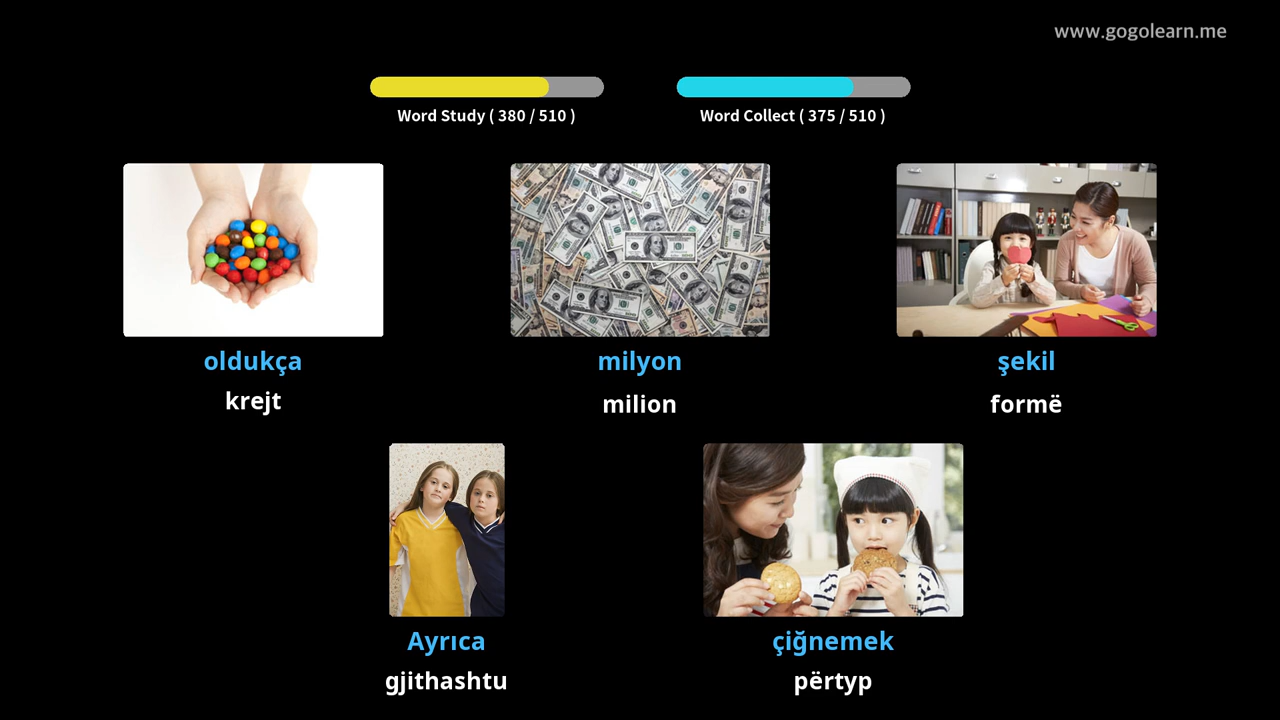 www.gogolearn.me
Word Study ( 380 / 510 )
Word Collect ( 375 / 510 )
oldukça
krejt
milyon
milion
şekil
formë
Ayrıca
gjithashtu
çiğnemek
përtyp